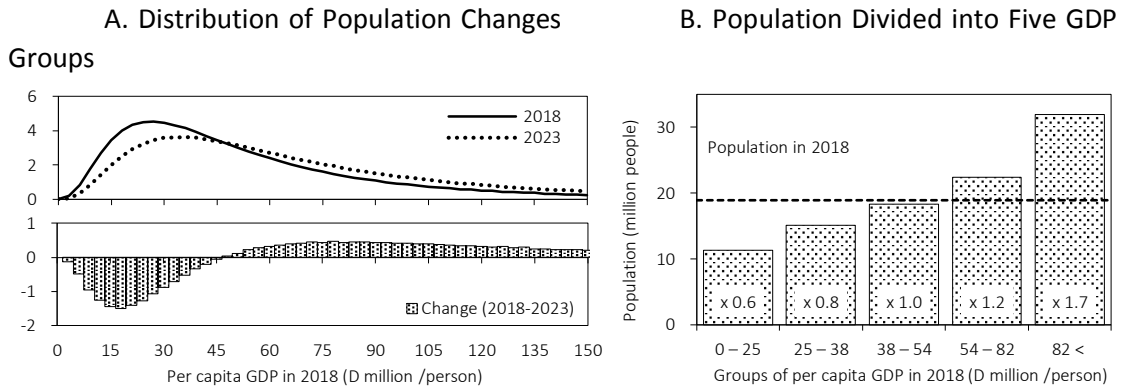 A. Distribution of Population Changes
B. Population Divided into Five GDP
Groups
6
4
2
0
2018
2023
1
0
-1
-2
Change (2018-2023)
0 15 30 45 60 75 90 105 120 135 150
Per capita GDP in 2018 (D million /person)
Population (million people)
30
20
10
0
Population in 2018
x 0.6 x 0.8 x 1.0 x 1.2 x 1.7
0 – 25 25 – 38 38 – 54 54 – 82 82 <
Groups of per capita GDP in 2018 (D million /person)